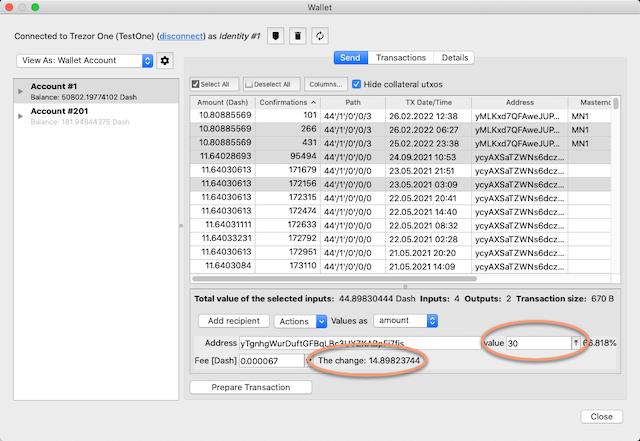 Wallet
Connected to Trezor One (TestOne) (disconnect) as Identity #1
View As: Wallet Account
Account #1
Balance: 50802.19774102 Dash
Account #201
Balance: 181.94844375 Dash
Send Transactions Details
Select All Deselect All Columns... Hide collateral utxos
Amount (Dash) Confirmations Path TX Date/Time Address Masterno
10.80885569 101 44'/1'/0'/0/3 26.02.2022 12:38 yMLKxd7QFAweJUP... MN1
10.80885569 266 44'/1'/0'/0/3 26.02.2022 06:27 yMLKxd7QFAweJUP... MN1
10.80885569 431 44'/1'/0'/0/3 25.02.2022 23:38 yMLKxd7QFAweJUP... MN1
11.64028693 95494 44'/1'/0'/0/0 24.09.2021 10:53 ycyAXSaTZWNs6dcz...
11.64030613 171679 44'/1'/0'/0/0 23.05.2021 21:51 ycyAXSaTZWNs6dcz...
11.64030613 172156 44'/1'/0'/0/0 23.05.2021 03:09 ycyAXSaTZWNs6dcz...
11.64030613 172315 44'/1'/0'/0/0 22.05.2021 20:41 ycyAXSaTZWNs6dcz...
11.64030613 172474 44'/1'/0'/0/0 22.05.2021 14:40 ycyAXSaTZWNs6dcz...
11.64031111 172633 44'/1'/0'/0/0 22.05.2021 08:32 ycyAXSaTZWNs6dcz...
11.64033231 172792 44'/1'/0'/0/0 22.05.2021 02:28 ycyAXSaTZWNs6dcz...
11.64030613 172951 44'/1'/0'/0/0 21.05.2021 20:20 ycyAXSaTZWNs6dcz...
11.6403084 173110 44'/1'/0'/0/0 21.05.2021 14:09 ycyAXSaTZWNs6dcz...
Total value of the selected inputs: 44.89830444 Dash Inputs: 4 Outputs: 2 Transaction size: 670 B
Add recipient Actions Values as amount
Address value 30
Fee [Dash] 0.000067 The change: 14.89823744
Prepare Transaction
Close